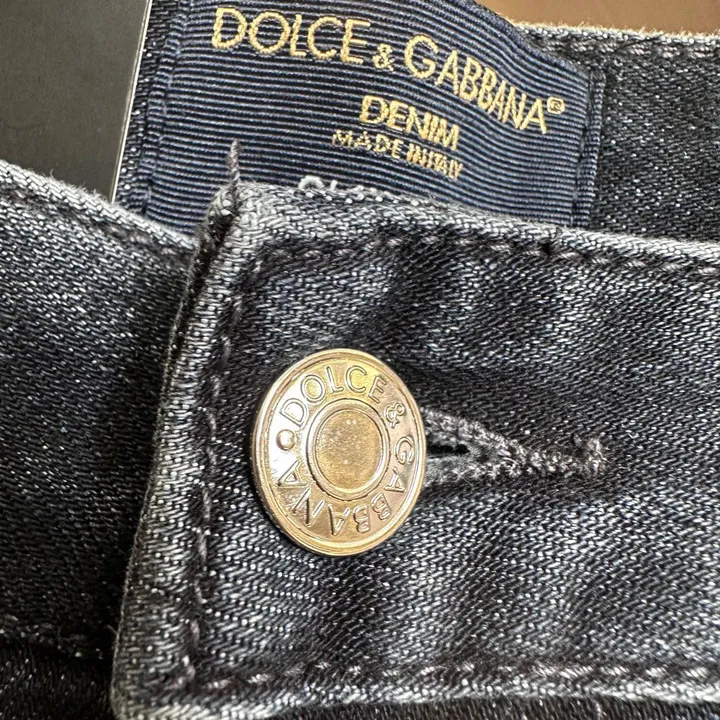 DOLCE & GABBANA®
DENIM
MADE IN ITALY
DOLCE & GABBANA